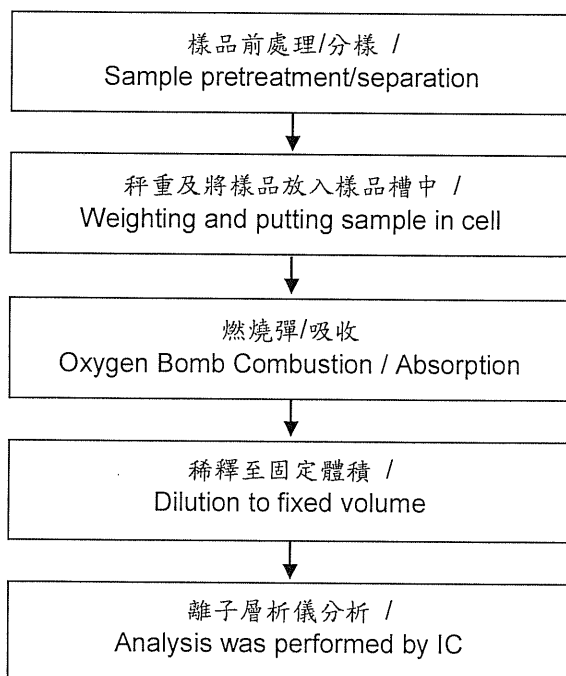 樣品前處理/分樣 /
Sample pretreatment/separation
秤重及將樣品放入樣品槽中 /
Weighting and putting sample in cell
燃燒彈/吸收
Oxygen Bomb Combustion / Absorption
稀釋至固定體積 /
Dilution to fixed volume
離子層析儀分析 /
Analysis was performed by IC